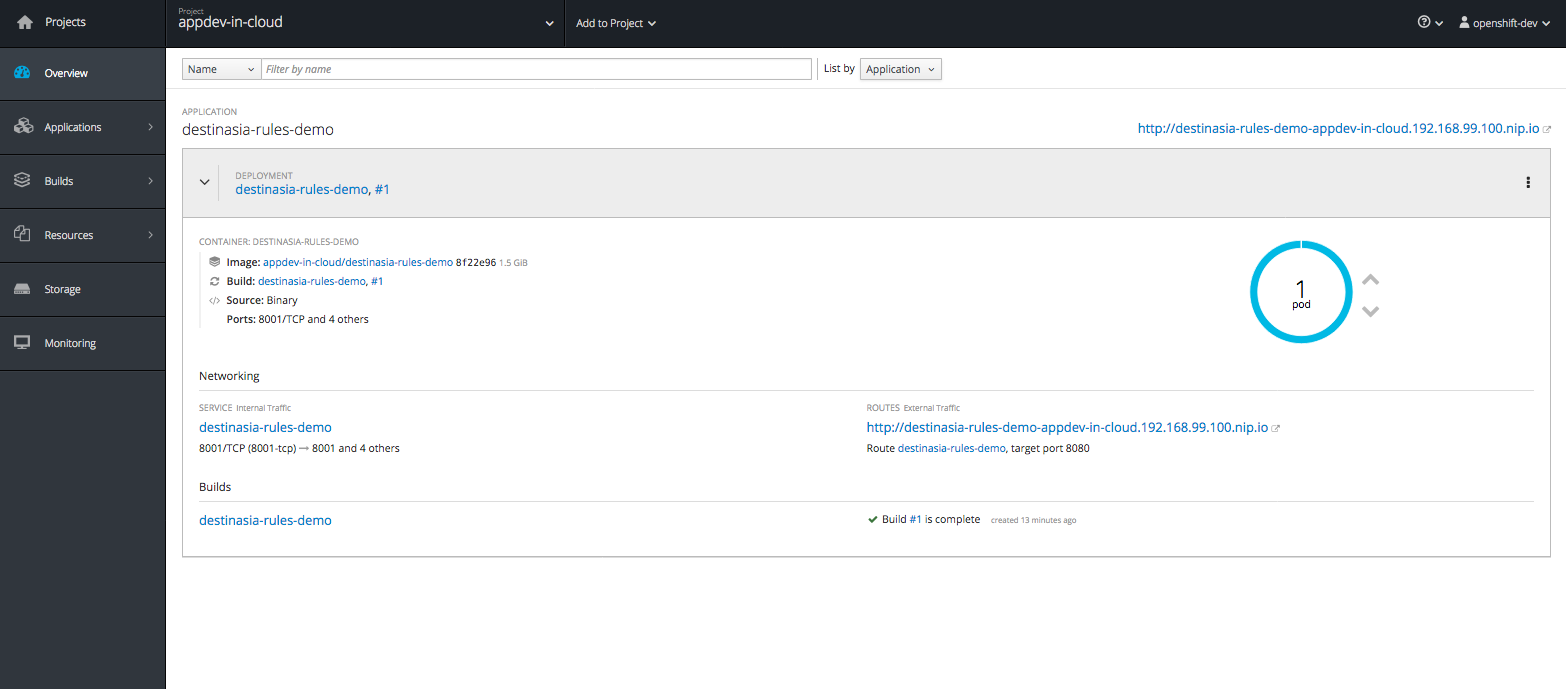 Projects
Project
appdev-in-cloud
Add to Project
openshift-dev
Overview
Applications
Builds
Resources
Storage
Monitoring
Name
Filter by name
List by
Application
APPLICATION
destinasia-rules-demo
http://destinasia-rules-demo-appdev-in-cloud.192.168.99.100.nip.io
DEPLOYMENT
destinasia-rules-demo, #1
CONTAINER: DESTINASIA-RULES-DEMO
Image: appdev-in-cloud/destinasia-rules-demo 8f22e96 1.5 GiB
Build: destinasia-rules-demo, #1
Source: Binary
Ports: 8001/TCP and 4 others
1
pod
Networking
SERVICE Internal Traffic
destinasia-rules-demo
8001/TCP (8001-tcp) → 8001 and 4 others
ROUTES External Traffic
http://destinasia-rules-demo-appdev-in-cloud.192.168.99.100.nip.io
Route destinasia-rules-demo, target port 8080
Builds
destinasia-rules-demo
Build #1 is complete created 13 minutes ago